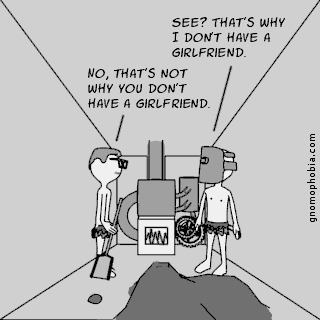 SEE? THAT'S WHY
I DON'T HAVE A
GIRLFRIEND.
NO, THAT'S NOT
WHY YOU DON'T
HAVE A GIRLFRIEND.
gnomophobia.com